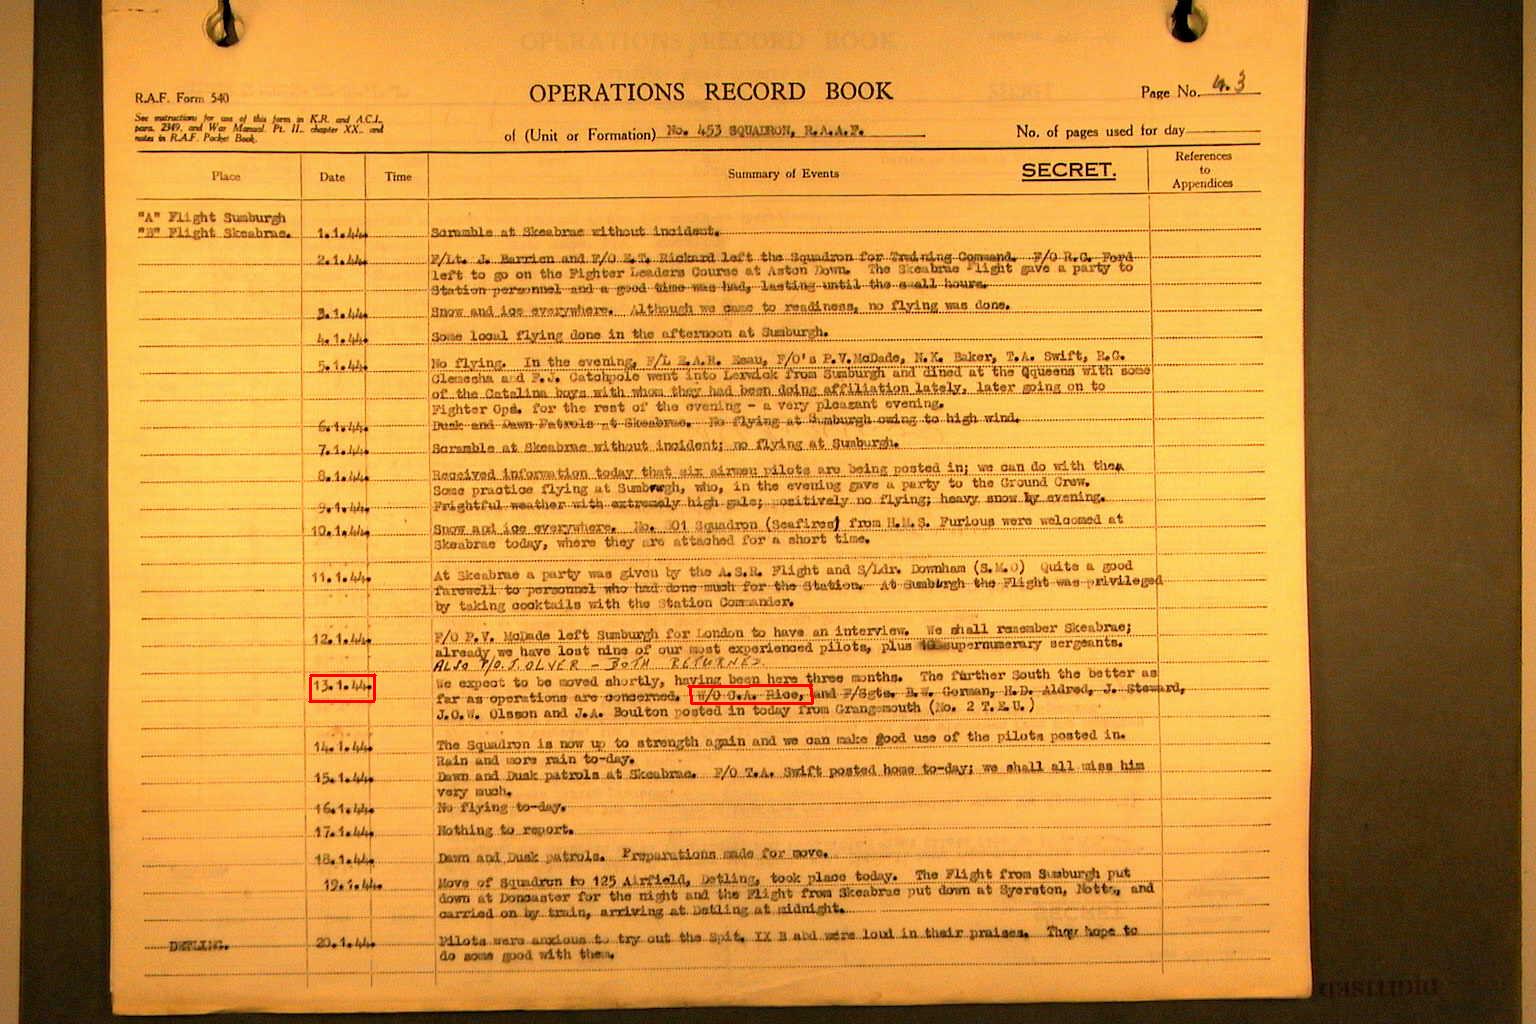 OPERATIONS RECORD BOOK
R.A.F. Form 540
Page No. 43
See instructions for use of this form in K.R. and A.C.I., para. 2349, and War Manual, Pt. II., chapter XX., and notes in R.A.F. Pocket Book.
of (Unit or Formation) No. 453 SQUADRON, R.A.A.F.
No. of pages used for day
Place Date Time Summary of Events SECRET. References to Appendices
"A" Flight Sumburgh
"B" Flight Skeabrae. 1.1.44. Scramble at Skeabrae without incident.
2.1.44. F/Lt. J. Barrien and F/O E.T. Rickard left the Squadron for Training Command. F/O R.G. Ford
left to go on the Fighter Leaders Course at Aston Down. The Skeabrae Flight gave a party to
Station personnel and a good time was had, lasting until the small hours.
3.1.44. Snow and ice everywhere. Although we came to readiness, no flying was done.
4.1.44. Some local flying done in the afternoon at Sumburgh.
5.1.44. No flying. In the evening, F/L E.A.R. Esau, F/O's P.V.McDade, N.K. Baker, T.A. Swift, R.G.
Clemesha and F.J. Catchpole went into Lerwick from Sumburgh and dined at the Qqueens with some
of the Catalina boys with whom they had been doing affiliation lately, later going on to
Fighter Ops. for the rest of the evening - a very pleasant evening.
6.1.44. Dusk and Dawn Patrols at Skeabrae. No flying at Sumburgh owing to high wind.
7.1.44. Scramble at Skeabrae without incident; no flying at Sumburgh.
8.1.44. Received information today that six airmen pilots are being posted in; we can do with them
Some practice flying at Sumburgh, who, in the evening gave a party to the Ground Crew.
9.1.44. Frightful weather with extremely high gale; positively no flying; heavy snow by evening.
10.1.44. Snow and ice everywhere. No. 801 Squadron (Seafires) from H.M.S. Furious were welcomed at
Skeabrae today, where they are attached for a short time.
11.1.44. At Skeabrae a party was given by the A.S.R. Flight and S/Ldr. Downham (S.M.O) Quite a good
farewell to personnel who had done much for the Station. At Sumburgh the Flight was privileged
by taking cocktails with the Station Commander.
12.1.44. F/O P.V. McDade left Sumburgh for London to have an interview. We shall remember Skeabrae;
already we have lost nine of our most experienced pilots, plus 10 supernumerary sergeants.
ALSO P/O. J. OLVER - BOTH RETURNED.
13.1.44. We expect to be moved shortly, having been here three months. The further South the better as
far as operations are concerned. W/O C.A. Rice, and F/Sgts. B.W. Gorman, H.D. Aldred, J. Steward,
J.O.W. Olsson and J.A. Boulton posted in today from Grangemouth (No. 2 T.E.U.)
14.1.44. The Squadron is now up to strength again and we can make good use of the pilots posted in.
Rain and more rain to-day.
15.1.44. Dawn and Dusk patrols at Skeabrae. F/O T.A. Swift posted home to-day; we shall all miss him
very much.
16.1.44. No flying to-day.
17.1.44. Nothing to report.
18.1.44. Dawn and Dusk patrols. Preparations made for move.
19.1.44. Move of Squadron to 125 Airfield, Detling, took place today. The Flight from Sumburgh put
down at Doncaster for the night and the Flight from Skeabrae put down at Syerston, Notts, and
carried on by train, arriving at Detling at midnight.
DETLING. 20.1.44. Pilots were anxious to try out the Spit. IX B abd were loud in their praises. They hope to
do some good with them.